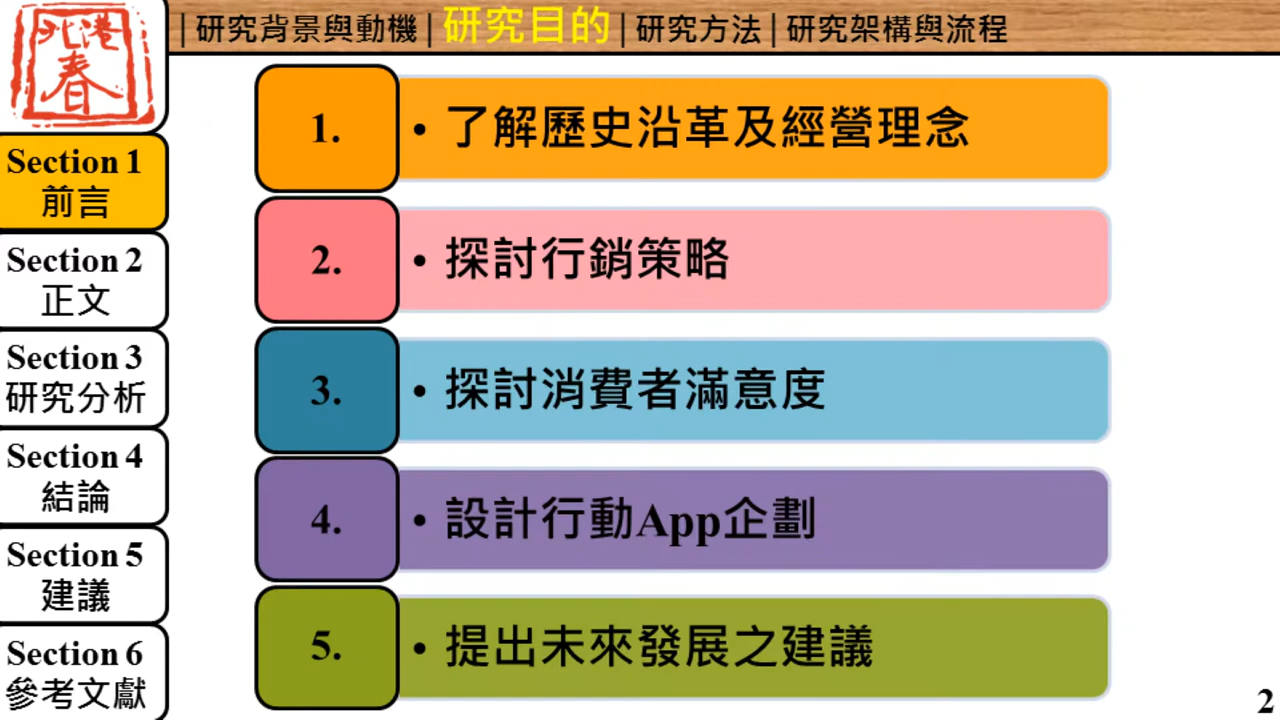 北港春
| 研究背景與動機 | 研究目的 | 研究方法 | 研究架構與流程
Section 1
前言
Section 2
正文
Section 3
研究分析
Section 4
結論
Section 5
建議
Section 6
參考文獻
1.
• 了解歷史沿革及經營理念
2.
• 探討行銷策略
3.
• 探討消費者滿意度
4.
• 設計行動App企劃
5.
• 提出未來發展之建議
2